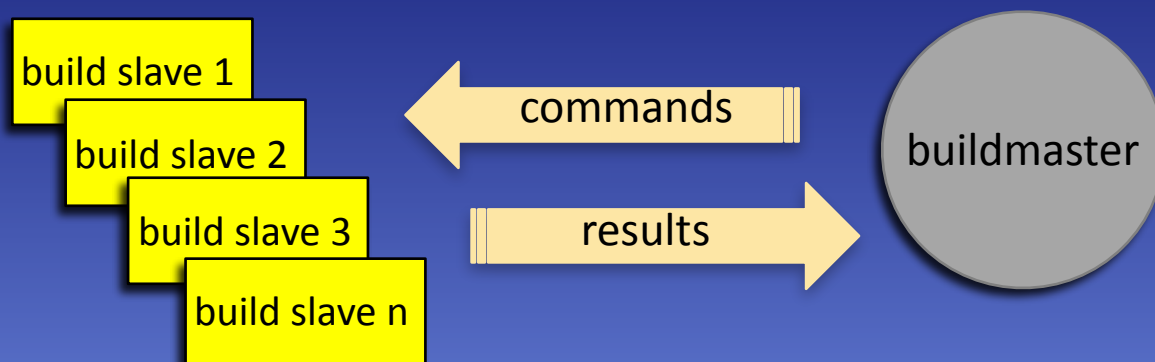 build slave 1
build slave 2
build slave 3
build slave n
commands
results
buildmaster